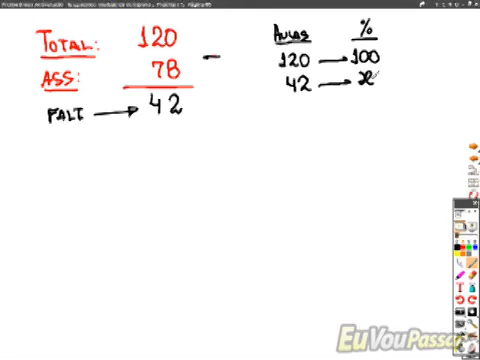 TOTAL: 120
ASS: 78
FALT → 42
AULAS %
120 → 100
42 → x
EuVouPassar